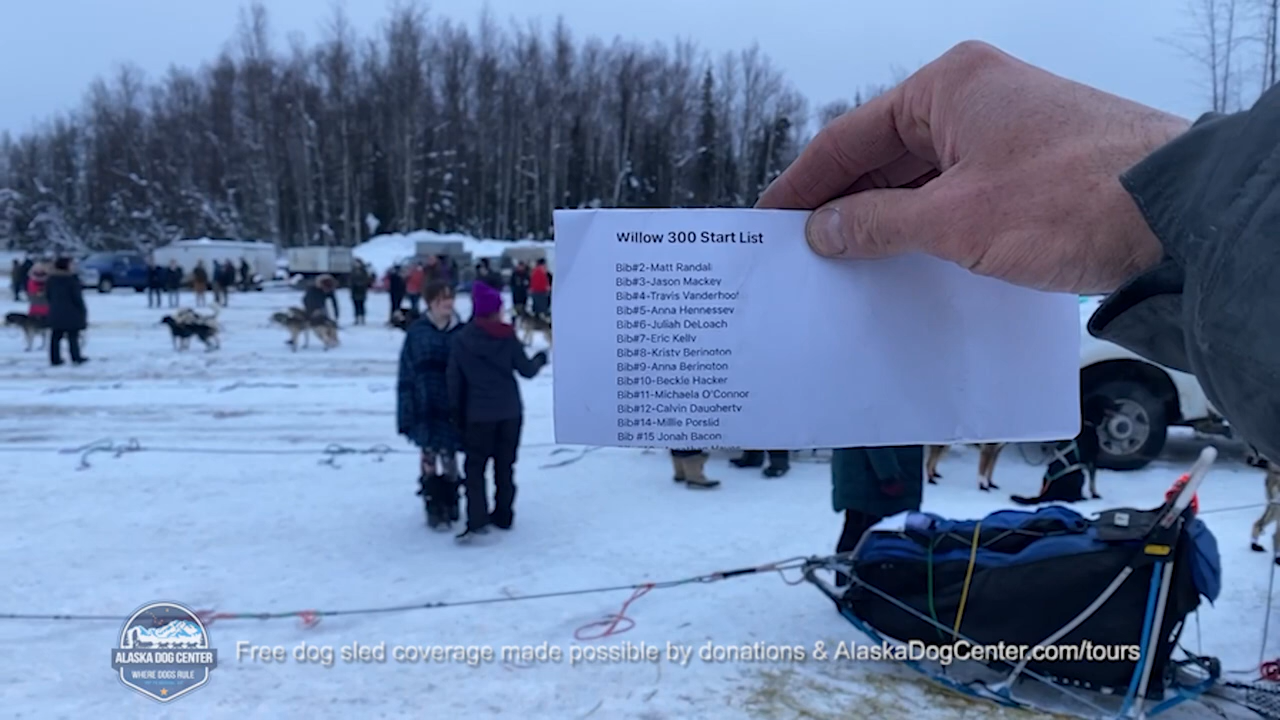 Willow 300 Start List
Bib#2-Matt Randall
Bib#3-Jason Mackey
Bib#4-Travis Vanderhoof
Bib#5-Anna Hennessey
Bib#6-Juliah DeLoach
Bib#7-Eric Kelly
Bib#8-Kristy Berington
Bib#9-Anna Berington
Bib#10-Beckie Hacker
Bib#11-Michaela O'Connor
Bib#12-Calvin Daugherty
Bib#14-Millie Porsild
Bib #15 Jonah Bacon
ALASKA DOG CENTER
WHERE DOGS RULE
Free dog sled coverage made possible by donations & AlaskaDogCenter.com/tours